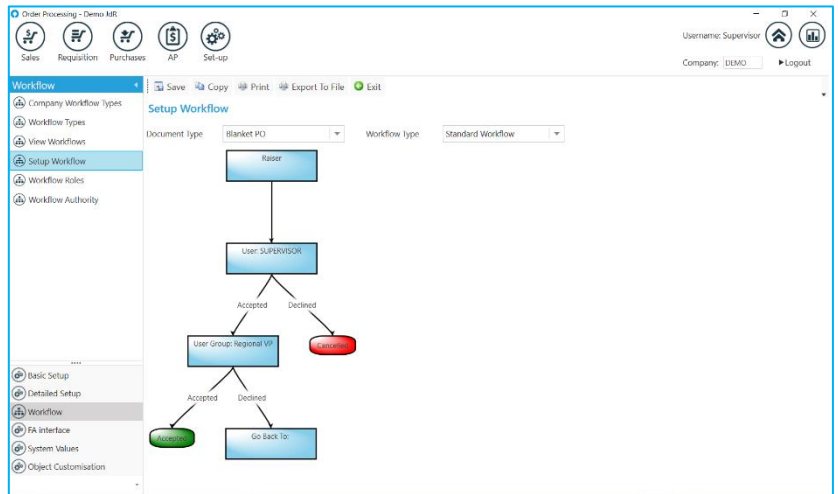 Order Processing - Demo JdR
Sales Requisition Purchases AP Set-up
Username: Supervisor
Company: DEMO Logout
Workflow
Company Workflow Types
Workflow Types
View Workflows
Setup Workflow
Workflow Roles
Workflow Authority
Basic Setup
Detailed Setup
Workflow
FA interface
System Values
Object Customisation
Save Copy Print Export To File Exit
Setup Workflow
Document Type Blanket PO Workflow Type Standard Workflow
Raiser
User: SUPERVISOR
Accepted Declined
User Group: Regional VP Cancelled
Accepted Declined
Accepted Go Back To: